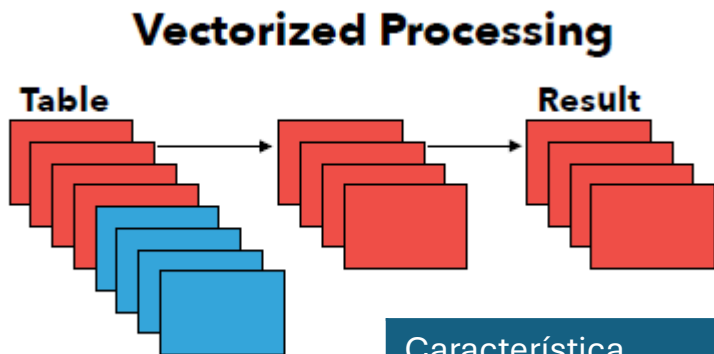 Vectorized Processing
Table
Result
Característica